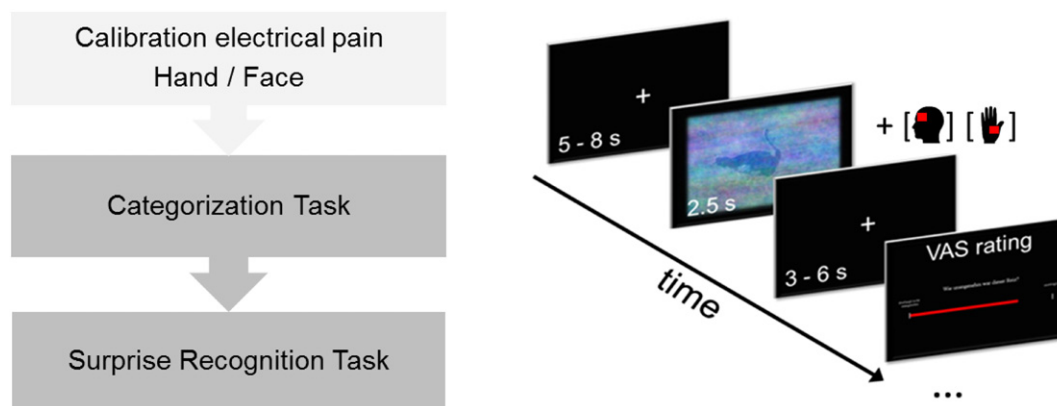 Calibration electrical pain
Hand / Face
Categorization Task
Surprise Recognition Task
+
5 - 8 s
2.5 s
+ [ ] [ ]
+
3 - 6 s
VAS rating
time
...